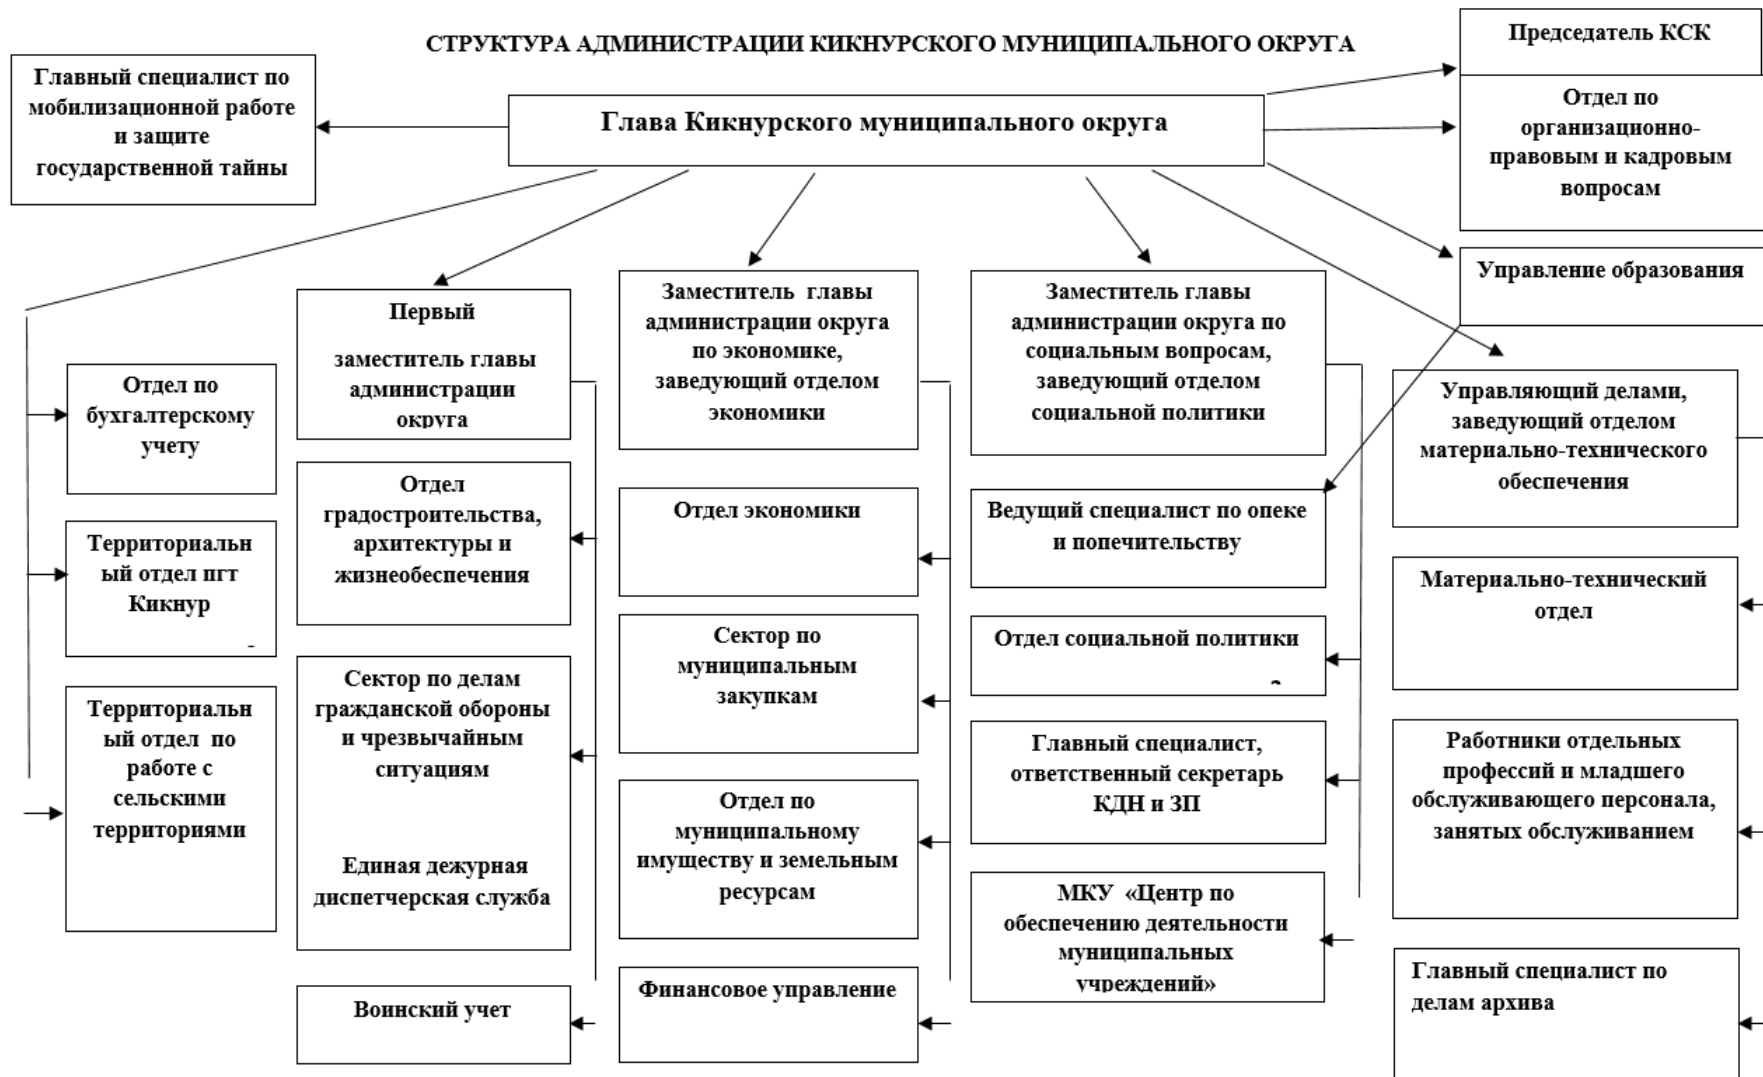 СТРУКТУРА АДМИНИСТРАЦИИ КИКНУРСКОГО МУНИЦИПАЛЬНОГО ОКРУГА
Председатель КСК
Главный специалист по
мобилизационной работе
и защите
государственной тайны
Глава Кикнурского муниципального округа
Отдел по
организационно-
правовым и кадровым
вопросам
Управление образования
Отдел по
бухгалтерскому
учету
Территориальн
ый отдел пгт
Кикнур
Территориальн
ый отдел по
работе с
сельскими
территориями
Первый
заместитель главы
администрации
округа
Отдел
градостроительства,
архитектуры и
жизнеобеспечения
Сектор по делам
гражданской обороны
и чрезвычайным
ситуациям
Единая дежурная
диспетчерская служба
Воинский учет
Заместитель главы
администрации округа
по экономике,
заведующий отделом
экономики
Отдел экономики
Сектор по
муниципальным
закупкам
Отдел по
муниципальному
имуществу и земельным
ресурсам
Финансовое управление
Заместитель главы
администрации округа по
социальным вопросам,
заведующий отделом
социальной политики
Ведущий специалист по опеке
и попечительству
Отдел социальной политики
Главный специалист,
ответственный секретарь
КДН и ЗП
МКУ «Центр по
обеспечению деятельности
муниципальных
учреждений»
Управляющий делами,
заведующий отделом
материально-технического
обеспечения
Материально-технический
отдел
Работники отдельных
профессий и младшего
обслуживающего персонала,
занятых обслуживанием
Главный специалист по
делам архива